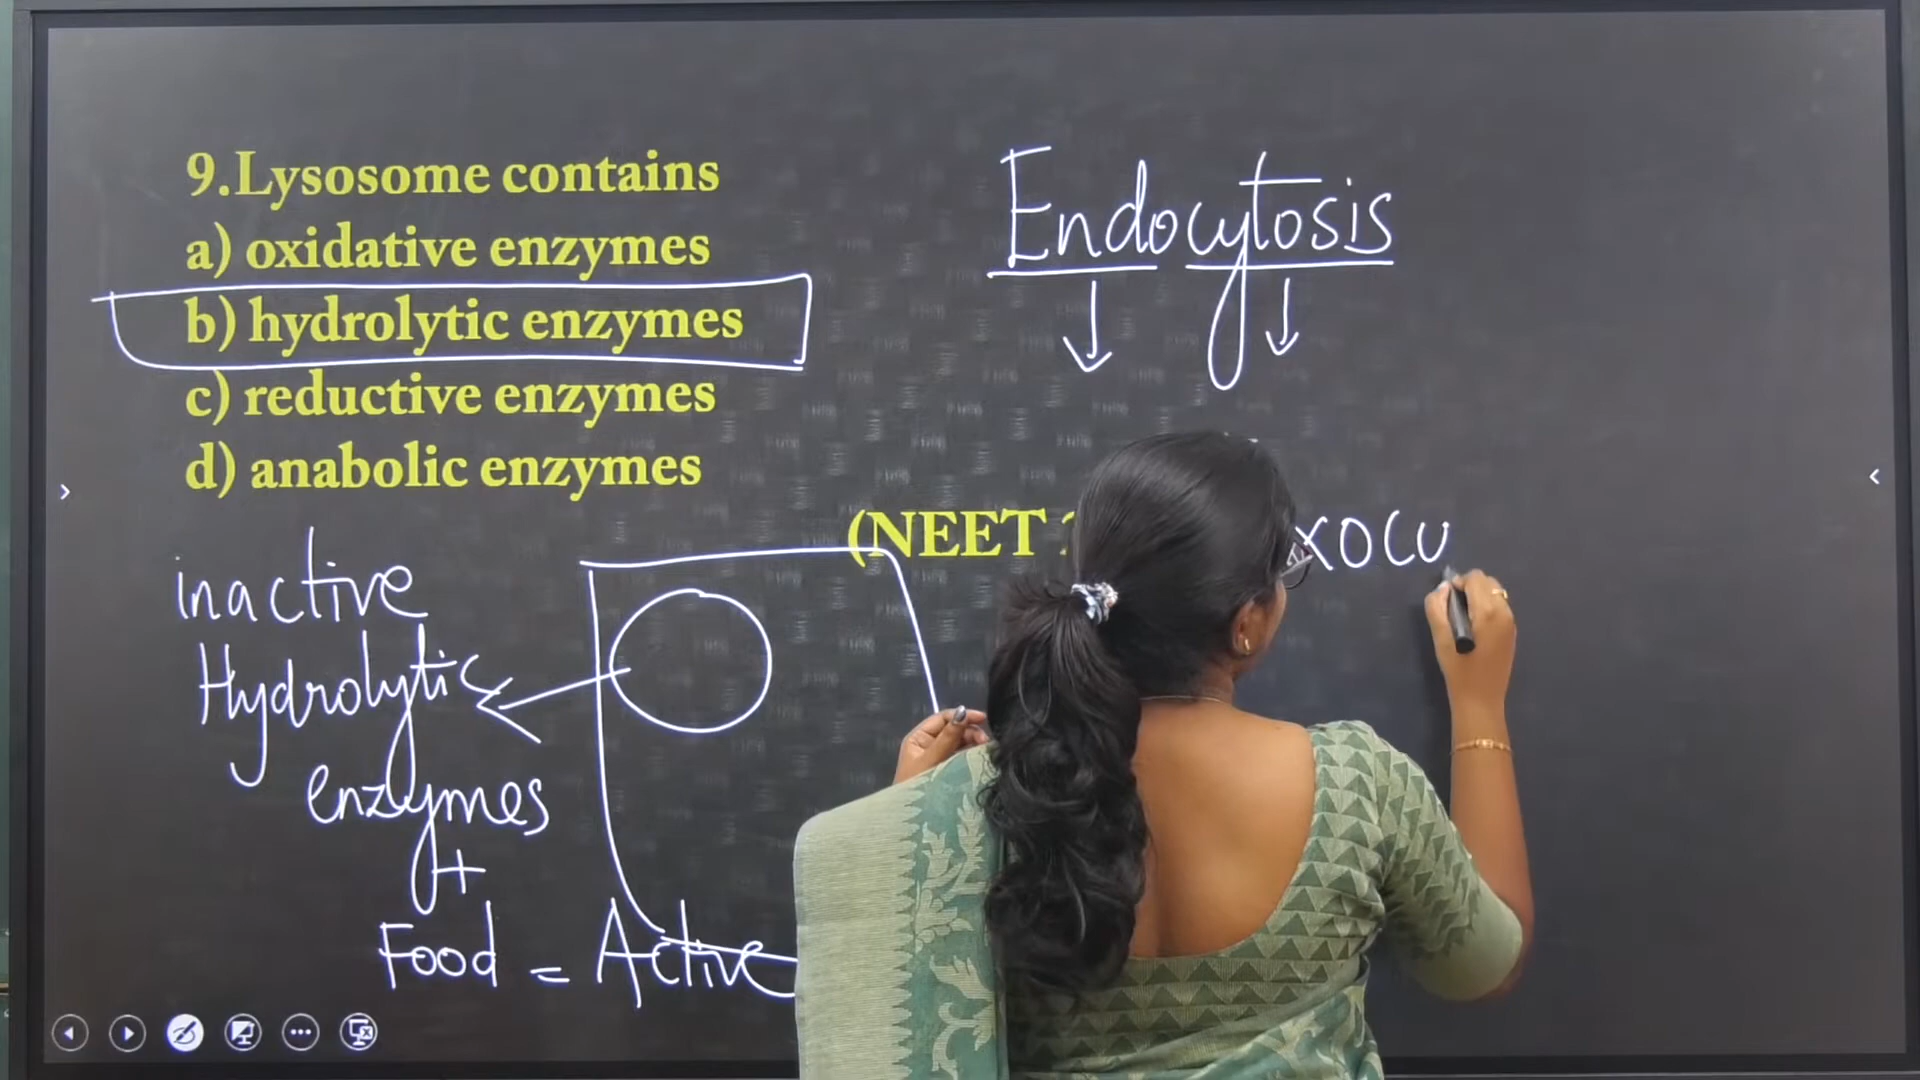 9.Lysosome contains
a) oxidative enzymes
b) hydrolytic enzymes
c) reductive enzymes
d) anabolic enzymes
(NEET
Endocytosis
xocu
inactive
Hydrolytic
enzymes
+
Food = Active